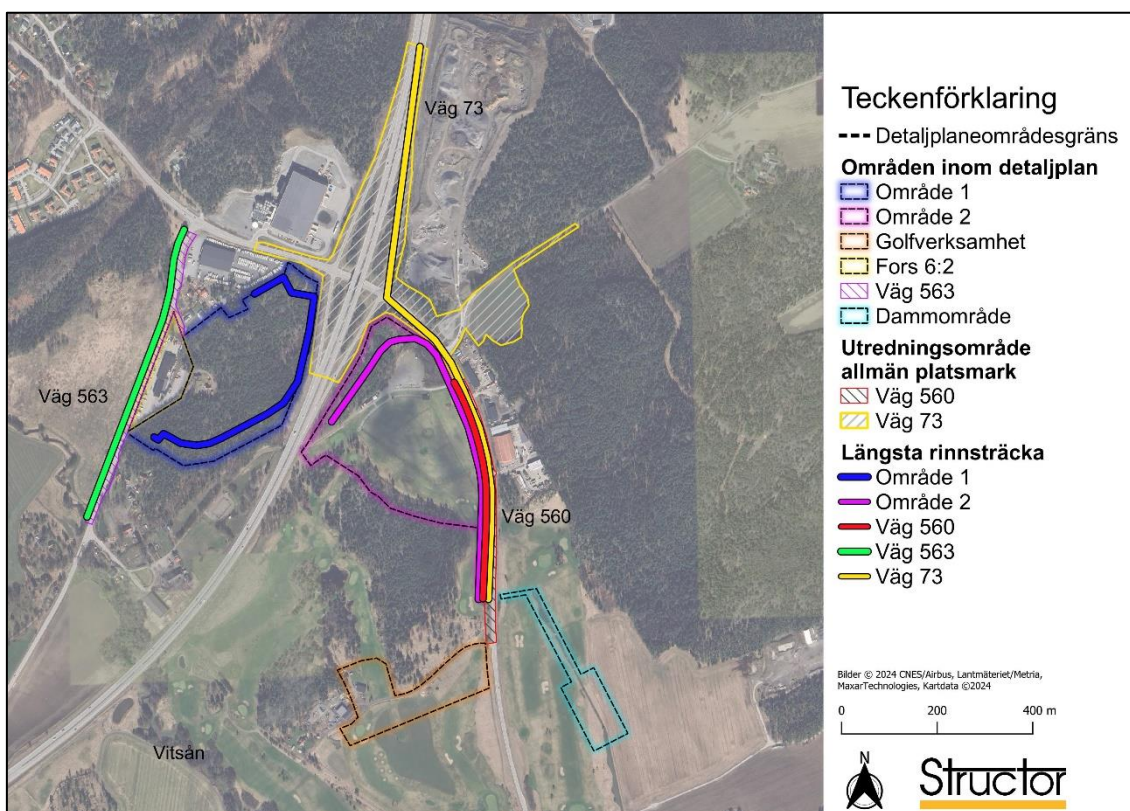 Väg 73
Väg 563
Väg 560
Vitsån
Teckenförklaring
Detaljplaneområdesgräns
Områden inom detaljplan
Område 1
Område 2
Golfverksamhet
Fors 6:2
Väg 563
Dammområde
Utredningsområde
allmän platsmark
Väg 560
Väg 73
Längsta rinnsträcka
Område 1
Område 2
Väg 560
Väg 563
Väg 73
Bilder © 2024 CNES/Airbus, Lantmäteriet/Metria,
MaxarTechnologies, Kartdata ©2024
0 200 400 m
N
Structor